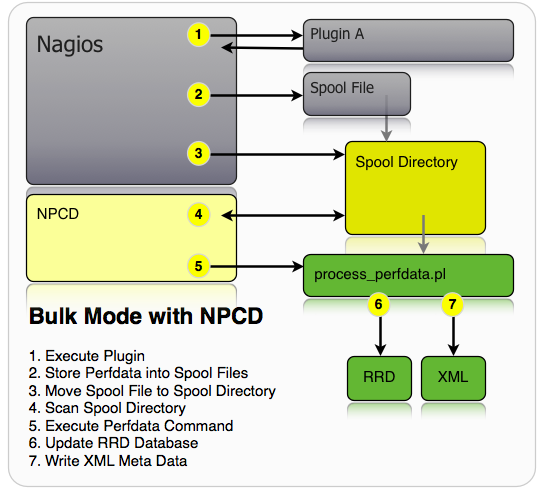 Nagios
1
Plugin A
2
Spool File
3
Spool Directory
NPCD
4
5
process_perfdata.pl
6
7
RRD
XML
Bulk Mode with NPCD
1. Execute Plugin
2. Store Perfdata into Spool Files
3. Move Spool File to Spool Directory
4. Scan Spool Directory
5. Execute Perfdata Command
6. Update RRD Database
7. Write XML Meta Data